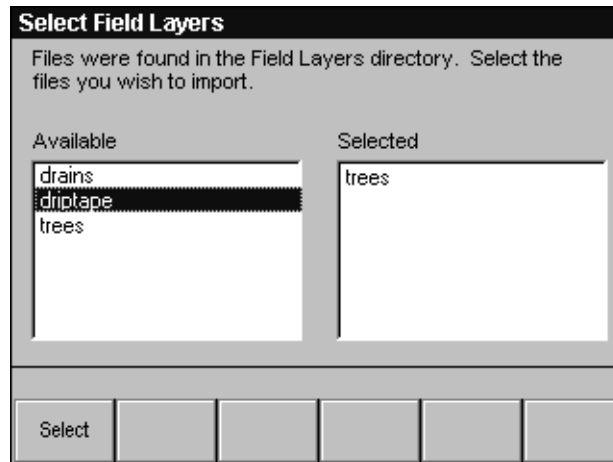 Select Field Layers
Files were found in the Field Layers directory. Select the
files you wish to import.
Available
drains
driptape
trees
Selected
trees
Select